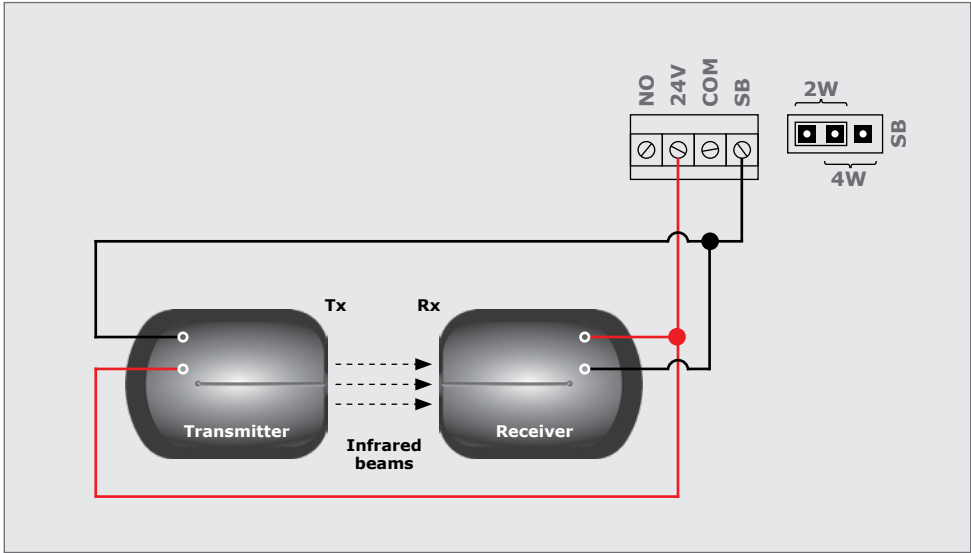 NO
24V
COM
SB
2W
SB
4W
Tx
Rx
Transmitter
Infrared
beams
Receiver